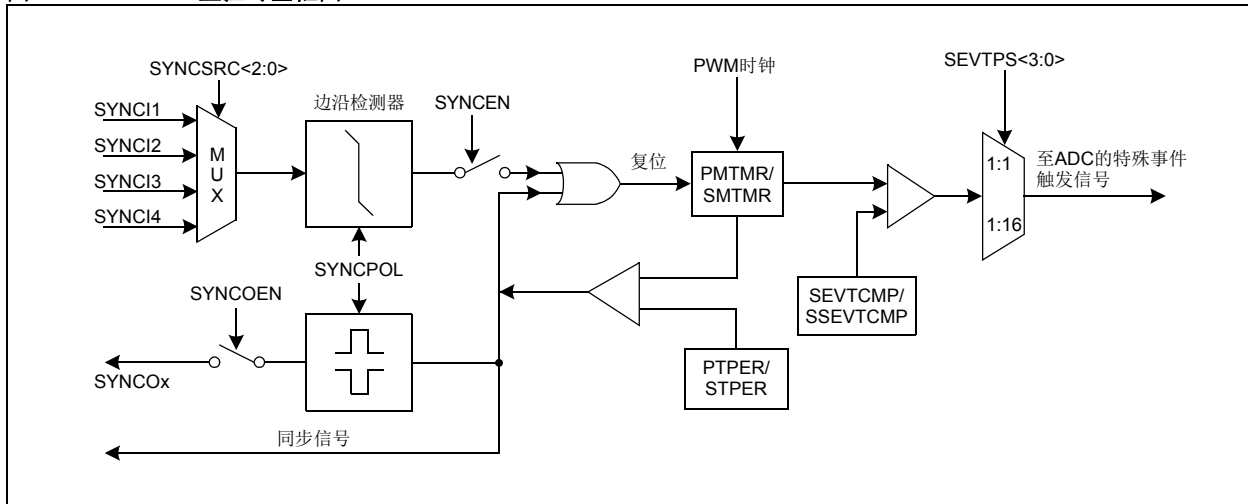 SYNCSRC<2:0>
SYNCI1
SYNCI2
SYNCI3
SYNCI4
MUX
边沿检测器
SYNCEN
复位
PWM时钟
PMTMR/
SMTMR
SEVTPS<3:0>
1:1
1:16
至ADC的特殊事件
触发信号
SYNCPOL
SYNCOEN
SYNCOx
SEVTCMP/
SSEVTCMP
PTPER/
STPER
同步信号